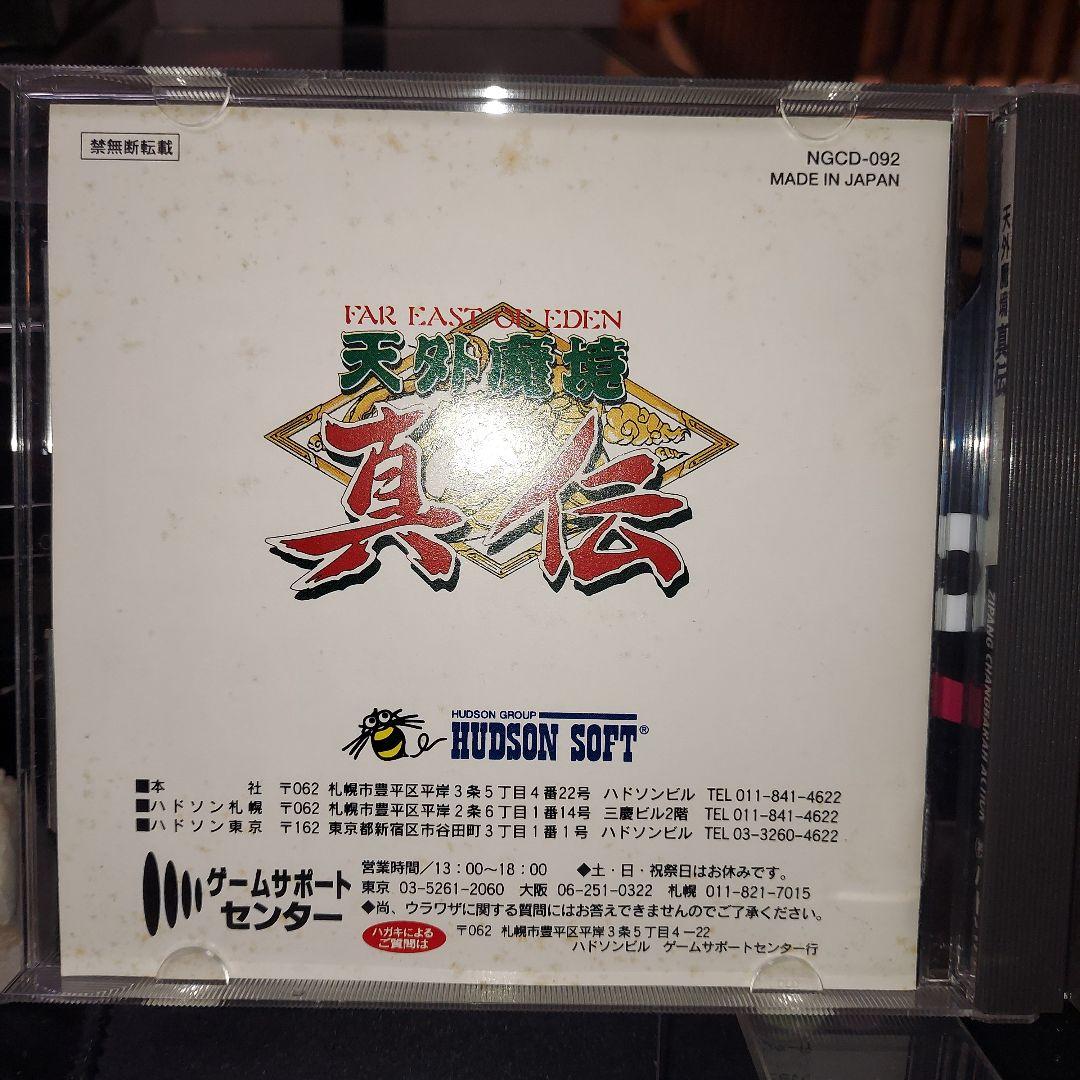 禁無断転載
NGCD-092
MADE IN JAPAN
FAR EAST OF EDEN
天外魔境
真伝
HUDSON GROUP
HUDSON SOFT®
■本 社 〒062 札幌市豊平区平岸3条5丁目4番22号 ハドソンビル TEL 011-841-4622
■ハドソン札幌 〒062 札幌市豊平区平岸2条6丁目1番14号 三慶ビル2階 TEL 011-841-4622
■ハドソン東京 〒162 東京都新宿区市谷田町3丁目1番1号 ハドソンビル TEL 03-3260-4622
ゲームサポート
センター
営業時間/13:00〜18:00 ◆土・日・祝祭日はお休みです。
東京 03-5261-2060 大阪 06-251-0322 札幌 011-821-7015
◆尚、ウラワザに関する質問にはお答えできませんのでご了承ください。
ハガキによる
ご質問は
〒062 札幌市豊平区平岸3条5丁目4-22
ハドソンビル ゲームサポートセンター行
天外魔境 真伝